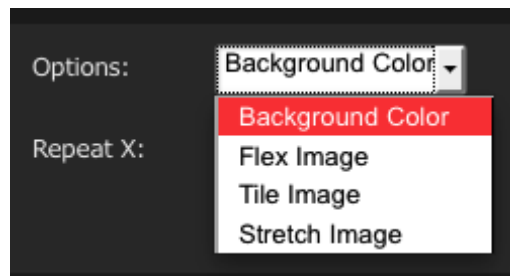 Options:
Background Color
Background Color
Repeat X:
Flex Image
Tile Image
Stretch Image